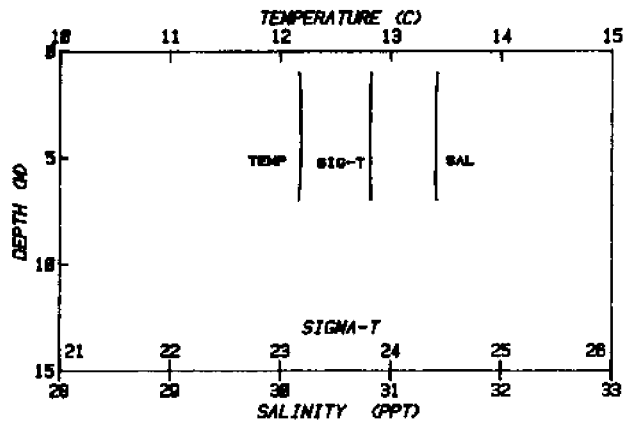 TEMPERATURE (C)
10 11 12 13 14 15
0
TEMP SIG-T SAL
5
DEPTH (M)
10
SIGMA-T
21 22 23 24 25 26
15
28 29 30 31 32 33
SALINITY (PPT)